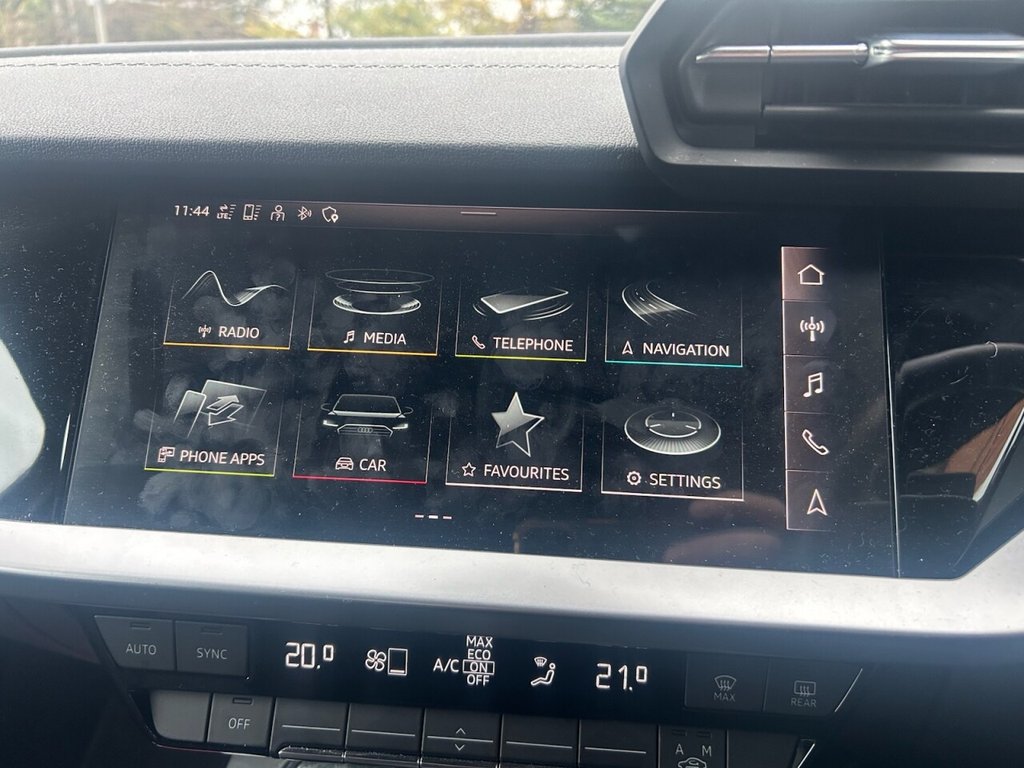 11:44 LTE
RADIO
MEDIA
TELEPHONE
NAVIGATION
PHONE APPS
CAR
FAVOURITES
SETTINGS
AUTO
SYNC
20.0
A/C
MAX
ECO
ON
OFF
21.0
MAX
REAR
OFF
A M